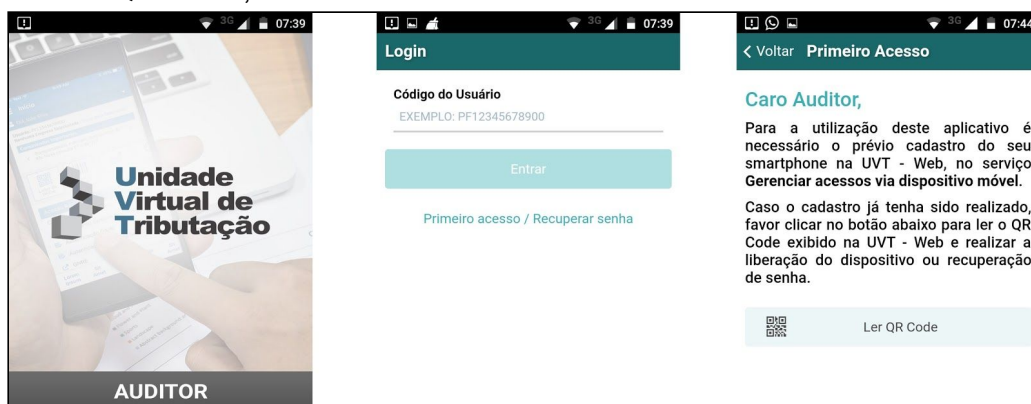 3G 07:39
Unidade
Virtual de
Tributação
AUDITOR
3G 07:39
Login
Código do Usuário
EXEMPLO: PF12345678900
Entrar
Primeiro acesso / Recuperar senha
3G 07:44
Voltar Primeiro Acesso
Caro Auditor,
Para a utilização deste aplicativo é
necessário o prévio cadastro do seu
smartphone na UVT - Web, no serviço
Gerenciar acessos via dispositivo móvel.
Caso o cadastro já tenha sido realizado,
favor clicar no botão abaixo para ler o QR
Code exibido na UVT - Web e realizar a
liberação do dispositivo ou recuperação
de senha.
Ler QR Code